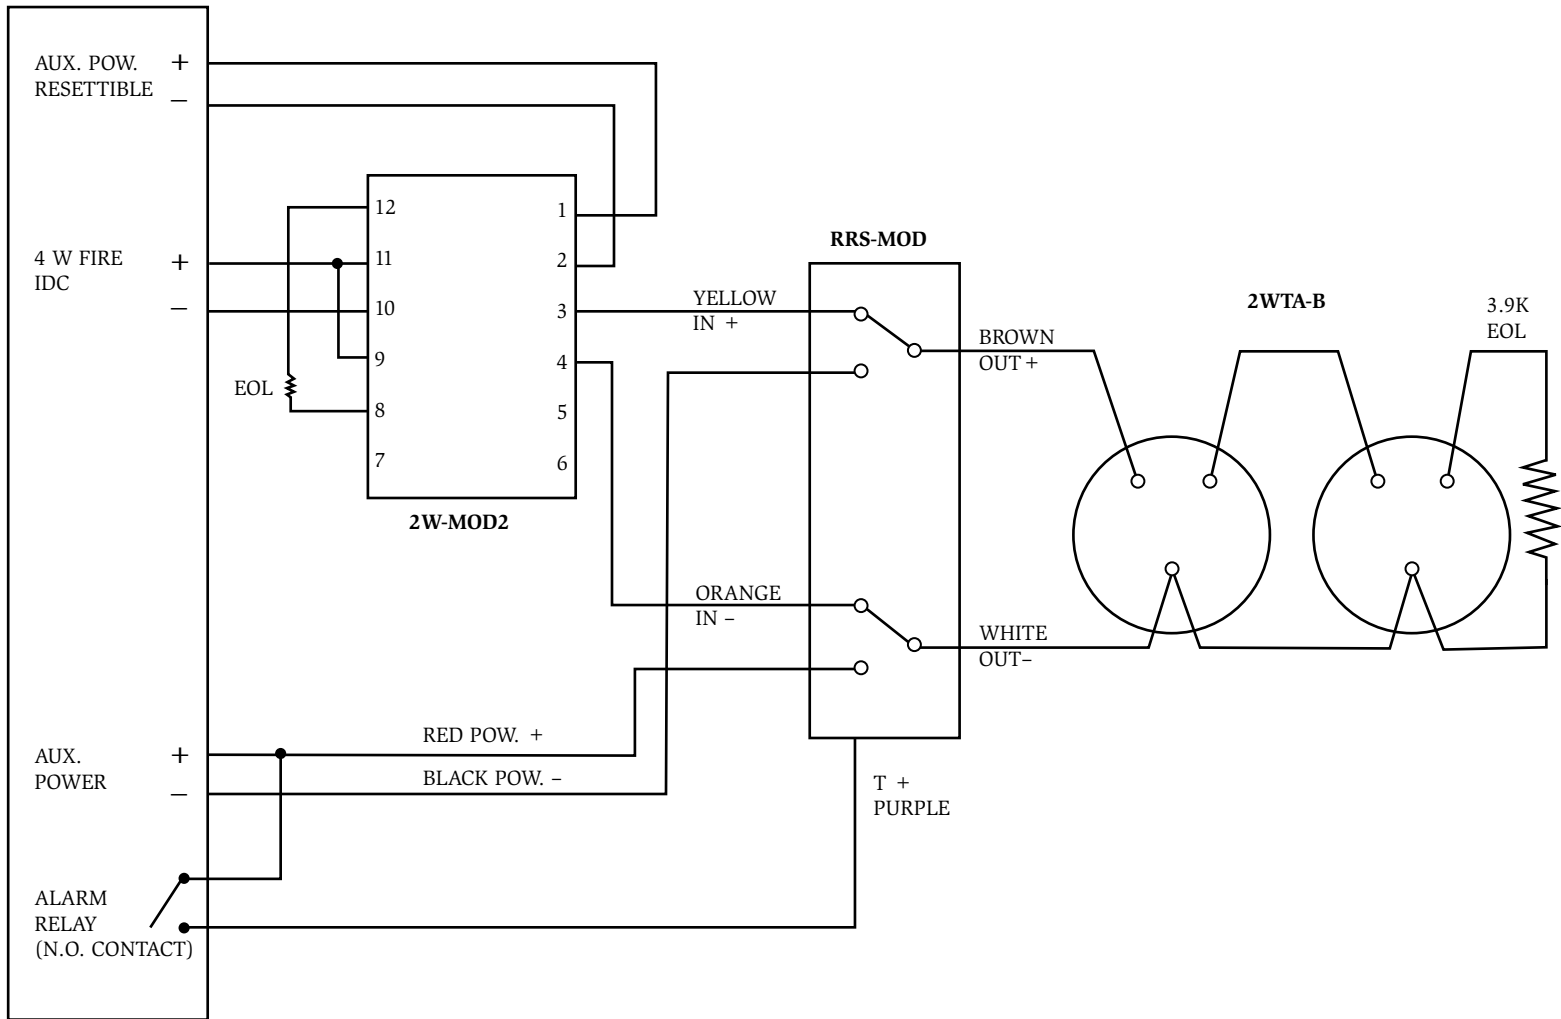 AUX. POW. +
RESETTIBLE –
4 W FIRE +
IDC
–
12
11
10
9
8
7
1
2
3
4
5
6
EOL
2W-MOD2
RRS-MOD
YELLOW
IN +
BROWN
OUT +
2WTA-B
3.9K
EOL
ORANGE
IN –
WHITE
OUT–
AUX. +
POWER
–
RED POW. +
BLACK POW. –
T +
PURPLE
ALARM
RELAY
(N.O. CONTACT)